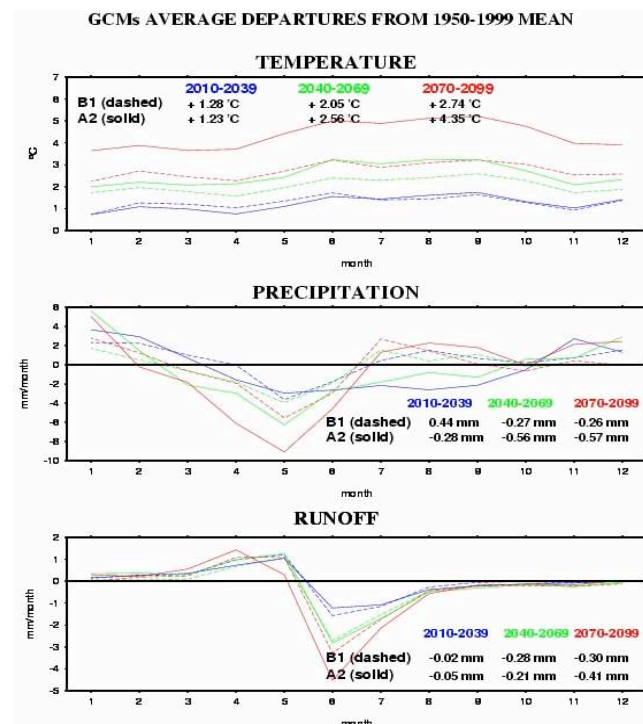 GCMs AVERAGE DEPARTURES FROM 1950-1999 MEAN
TEMPERATURE
2010-2039 2040-2069 2070-2099
B1 (dashed) + 1.28 °C + 2.05 °C + 2.74 °C
A2 (solid) + 1.23 °C + 2.56 °C + 4.35 °C
7
6
5
4
3
2
1
0
°C
1 2 3 4 5 6 7 8 9 10 11 12
month
PRECIPITATION
6
4
2
0
-2
-4
-6
-8
-10
mm/month
2010-2039 2040-2069 2070-2099
B1 (dashed) 0.44 mm -0.27 mm -0.26 mm
A2 (solid) -0.28 mm -0.56 mm -0.57 mm
1 2 3 4 5 6 7 8 9 10 11 12
month
RUNOFF
2
1
0
-1
-2
-3
-4
-5
mm/month
2010-2039 2040-2069 2070-2099
B1 (dashed) -0.02 mm -0.28 mm -0.30 mm
A2 (solid) -0.05 mm -0.21 mm -0.41 mm
1 2 3 4 5 6 7 8 9 10 11 12
month